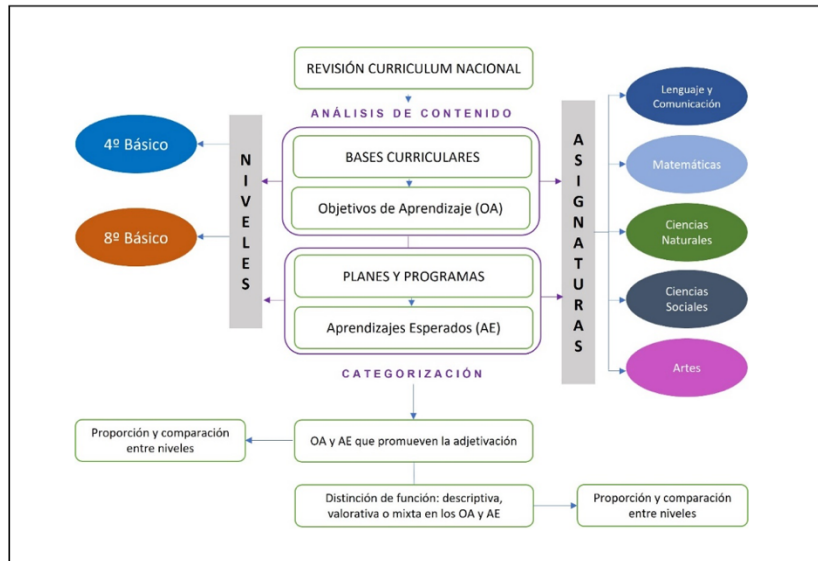 REVISIÓN CURRICULUM NACIONAL
ANÁLISIS DE CONTENIDO
NIVELES
4º Básico
8º Básico
BASES CURRICULARES
Objetivos de Aprendizaje (OA)
PLANES Y PROGRAMAS
Aprendizajes Esperados (AE)
ASIGNATURAS
Lenguaje y
Comunicación
Matemáticas
Ciencias
Naturales
Ciencias
Sociales
Artes
CATEGORIZACIÓN
Proporción y comparación
entre niveles
OA y AE que promueven la adjetivación
Distinción de función: descriptiva,
valorativa o mixta en los OA y AE
Proporción y comparación
entre niveles